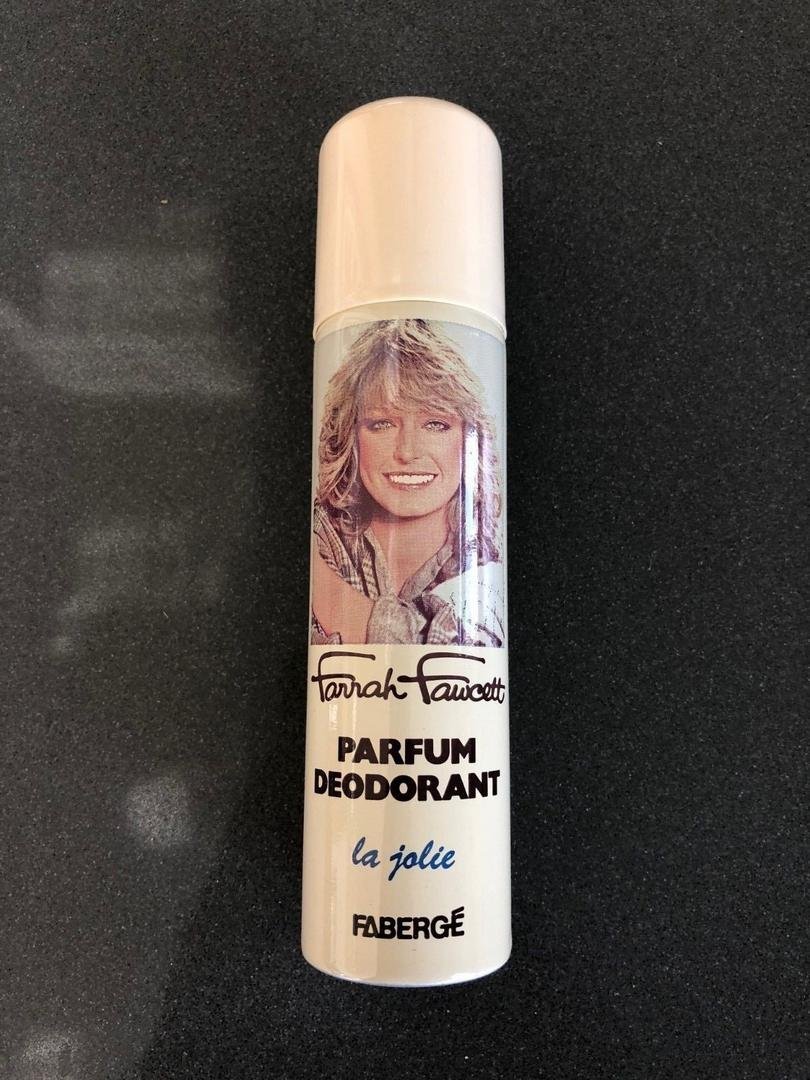 Farrah Fawcett
PARFUM
DEODORANT
la jolie
FABERGÉ